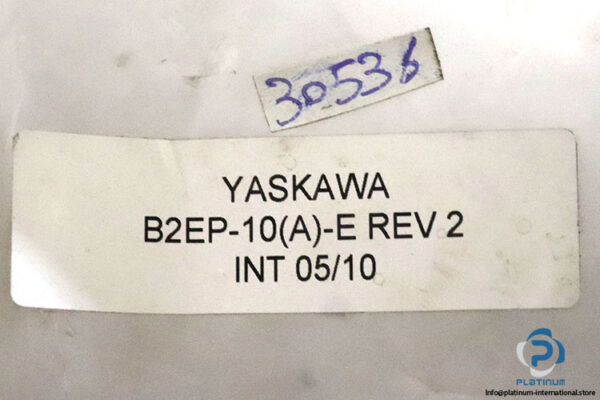 30536
YASKAWA
B2EP-10(A)-E REV 2
INT 05/10
PLATINUM
Info@platinum-international.store